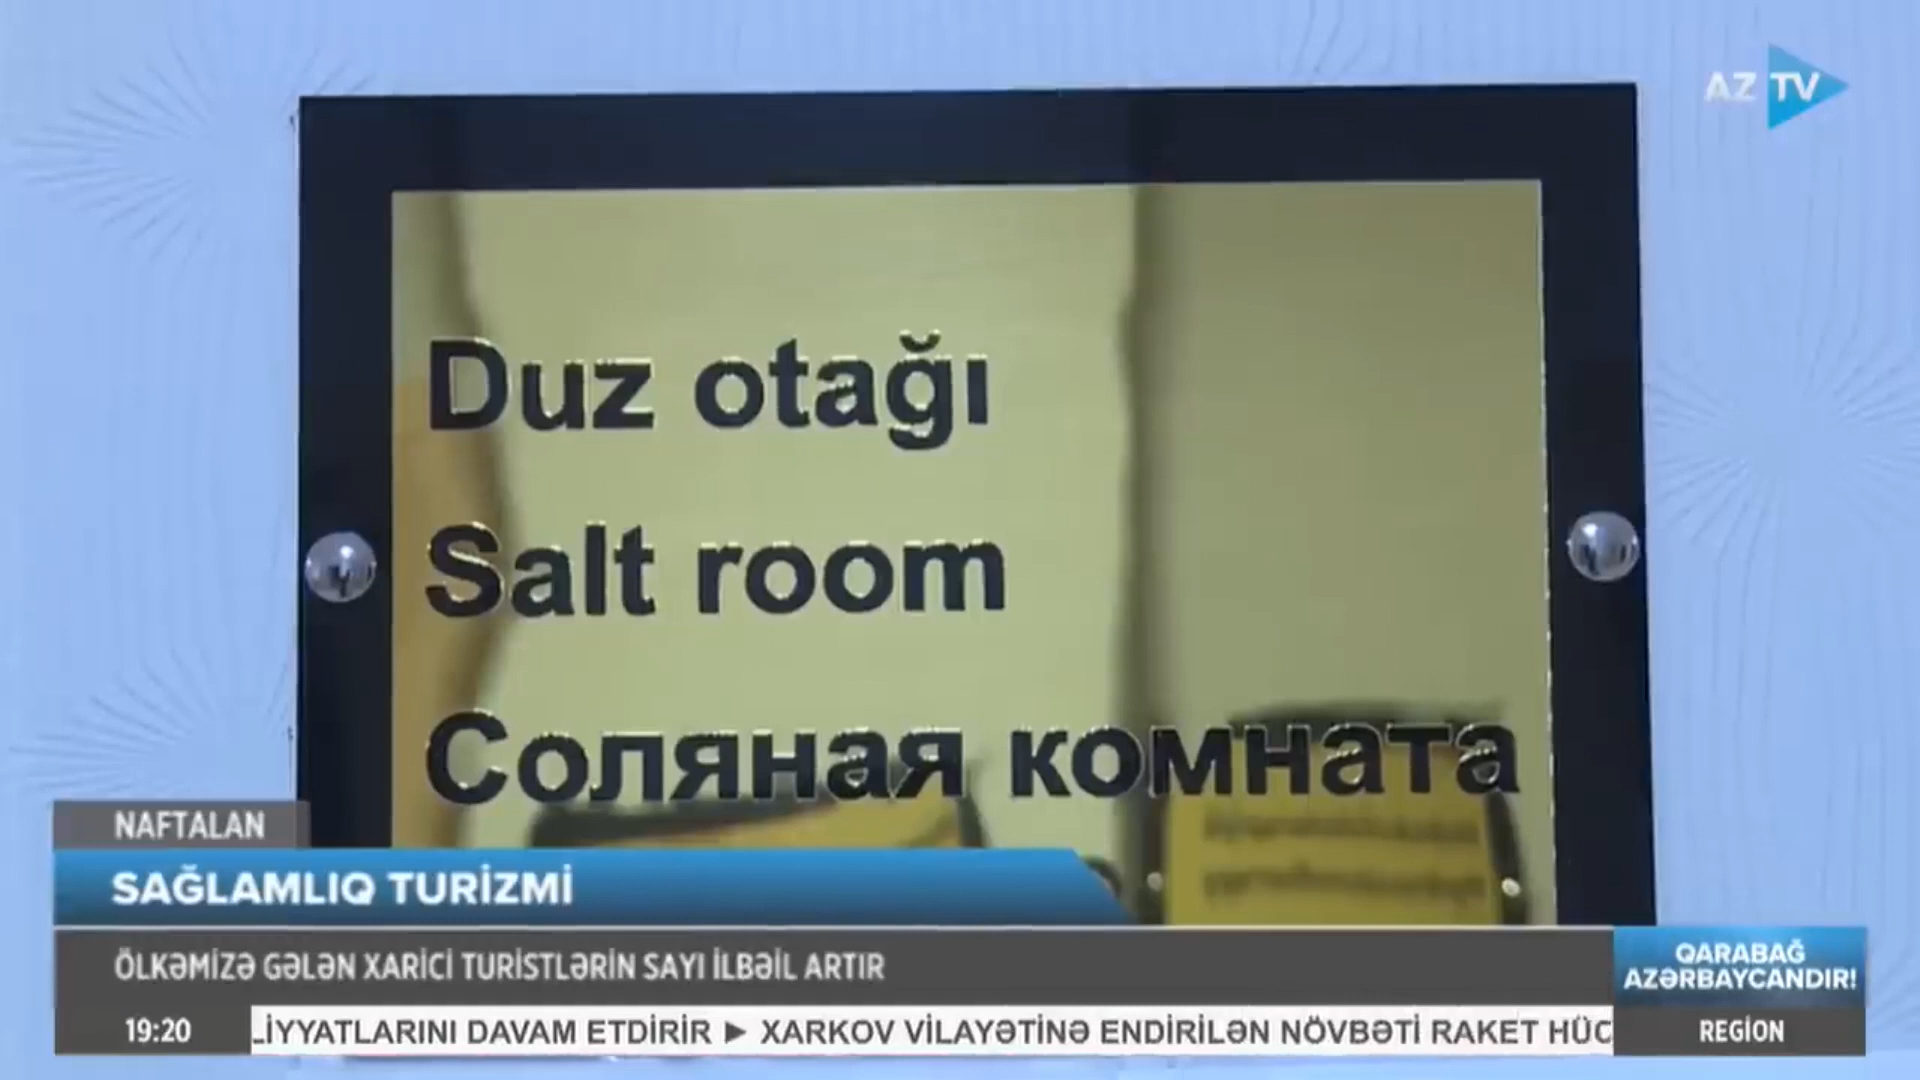 AZ TV
Duz otağı
Salt room
Соляная комната
NAFTALAN
SAĞLAMLIQ TURİZMİ
ÖLKƏMİZƏ GƏLƏN XARİCİ TURİSTLƏRİN SAYI İLBƏİL ARTIR
QARABAĞ
AZƏRBAYCANDIR!
19:20
LİYYATLARINI DAVAM ETDİRİR ► XARKOV VİLAYƏTİNƏ ENDİRİLƏN NÖVBƏTİ RAKET
REGİON